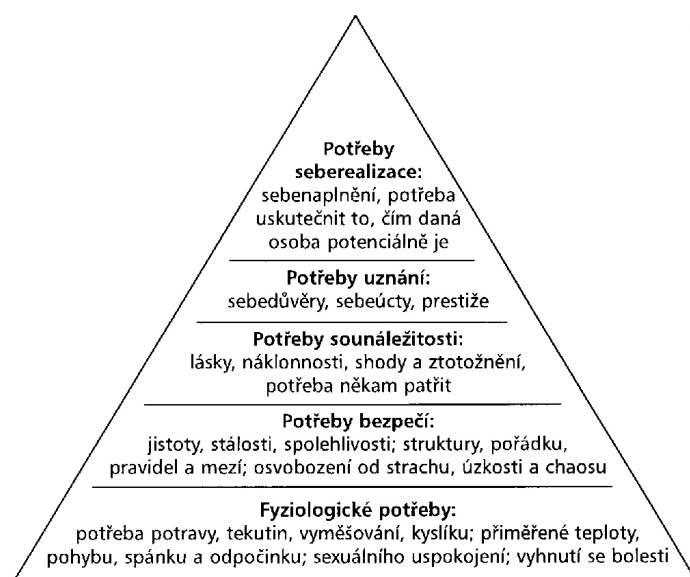 Potřeby
seberealizace:
sebenaplnění, potřeba
uskutečnit to, čím daná
osoba potenciálně je
Potřeby uznání:
sebedůvěry, sebeúcty, prestiže
Potřeby sounáležitosti:
lásky, náklonnosti, shody a ztotožnění,
potřeba někam patřit
Potřeby bezpečí:
jistoty, stálosti, spolehlivosti; struktury, pořádku,
pravidel a mezí; osvobození od strachu, úzkosti a chaosu
Fyziologické potřeby:
potřeba potravy, tekutin, vyměšování, kyslíku; přiměřené teploty,
pohybu, spánku a odpočinku; sexuálního uspokojení; vyhnutí se bolesti